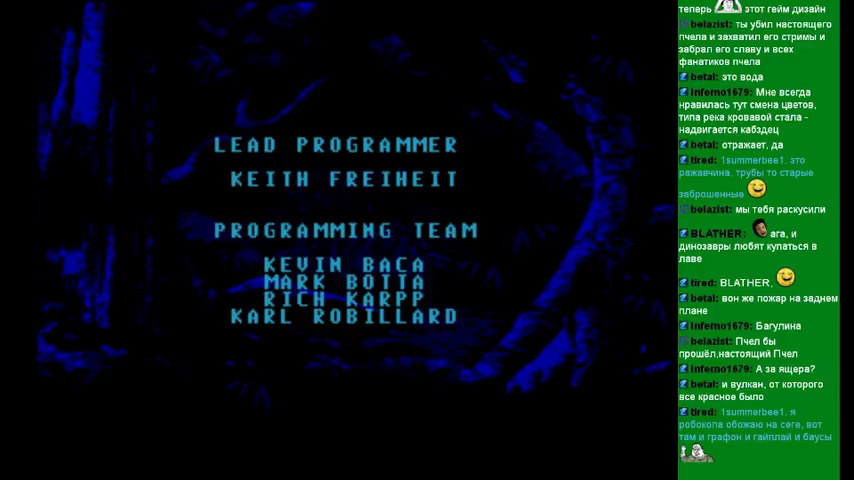 LEAD PROGRAMMER
KEITH FREIHEIT
PROGRAMMING TEAM
KEVIN BACA
MARK BOTTA
RICH KARPP
KARL ROBILLARD
теперь этот гейм дизайн
belazist: ты убил настоящего
пчела и захватил его стримы и
забрал его славу и всех
фанатиков пчела
betal: это вода
Inferno1679: Мне всегда
нравилась тут смена цветов,
типа река кровавой стала -
надвигается кабздец
betal: отражает, да
tired: 1summerbee1, это
ражавчина, трубы то старые
заброшенные
belazist: мы тебя раскусили
BLATHER: ага, и
динозавры любят купаться в
лаве
tired: BLATHER,
betal: вон же пожар на заднем
плане
Inferno1679: Багулина
belazist: Пчел бы
прошёл,настоящий Пчел
Inferno1679: А за ящера?
betal: и вулкан, от которого
все красное было
tired: 1summerbee1, я
робокопа обожаю на сеге, вот
там и графон и гайплай и баусы